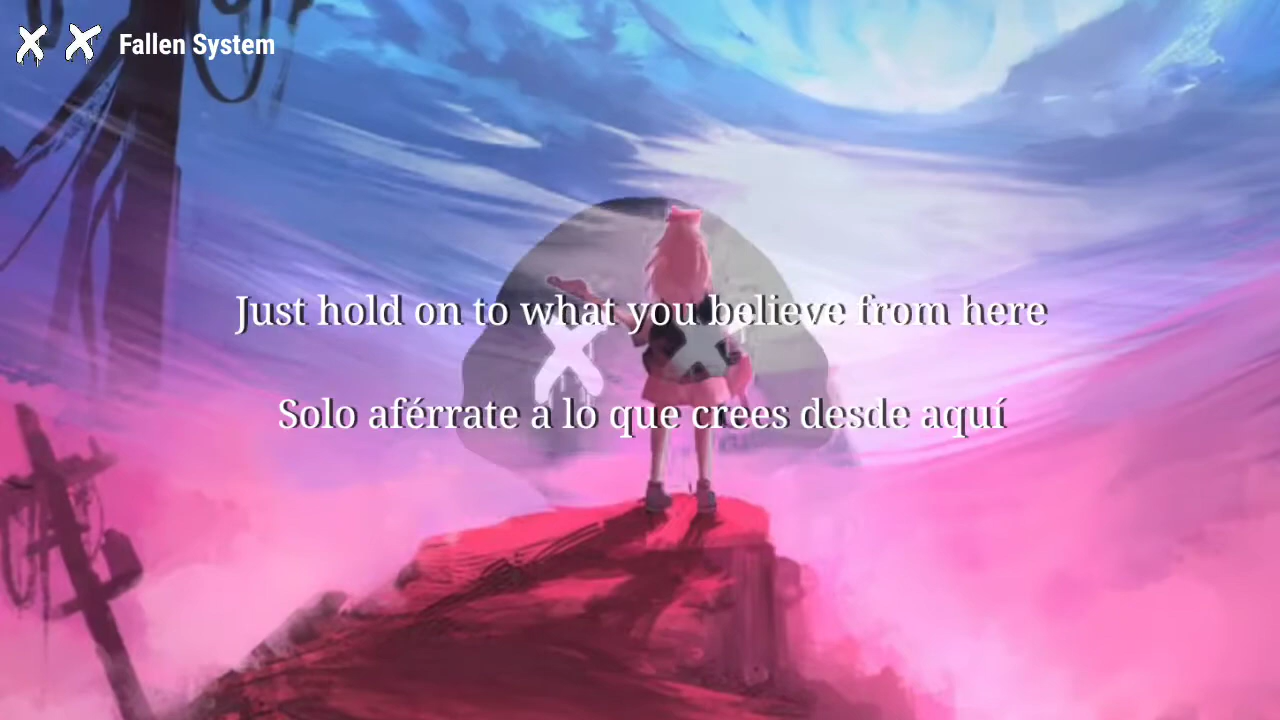 Fallen System
Just hold on to what you believe from here
Solo aférrate a lo que crees desde aquí